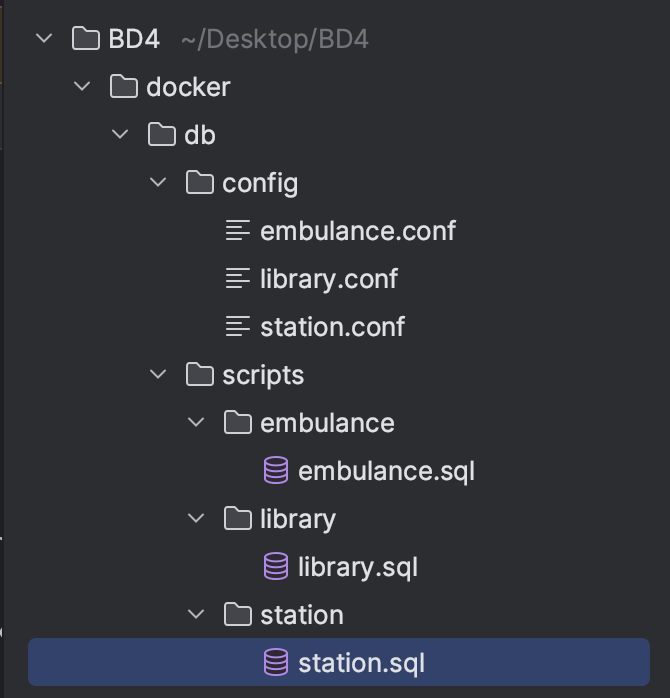 BD4 ~/Desktop/BD4
docker
db
config
embulance.conf
library.conf
station.conf
scripts
embulance
embulance.sql
library
library.sql
station
station.sql